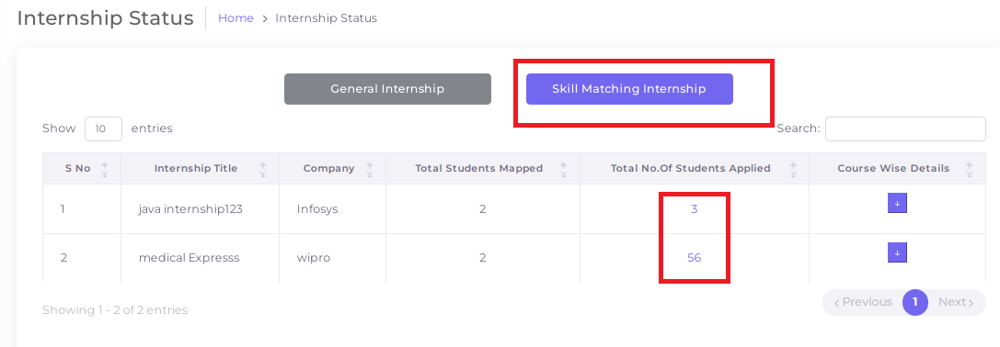 Internship Status Home > Internship Status
General Internship Skill Matching Internship
Show 10 entries Search:
S No Internship Title Company Total Students Mapped Total No.Of Students Applied Course Wise Details
1 java internship123 Infosys 2 3 ↓
2 medical Expresss wipro 2 56 ↓
Showing 1 - 2 of 2 entries ‹ Previous 1 Next ›